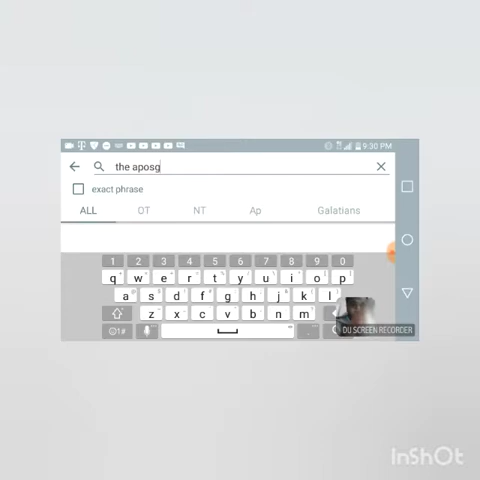 9:30 PM
the aposg
exact phrase
ALL OT NT Ap Galatians
1 2 3 4 5 6 7 8 9 0
q w e r t y u i o p
a s d f g h j k l
z x c v b n m
1#
DU SCREEN RECORDER
InShOt